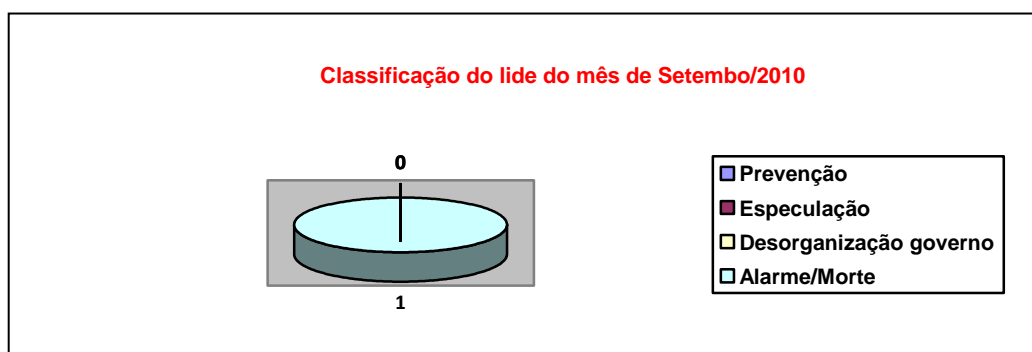 Classificação do lide do mês de Setembo/2010
0
Prevenção
Especulação
Desorganização governo
Alarme/Morte
1